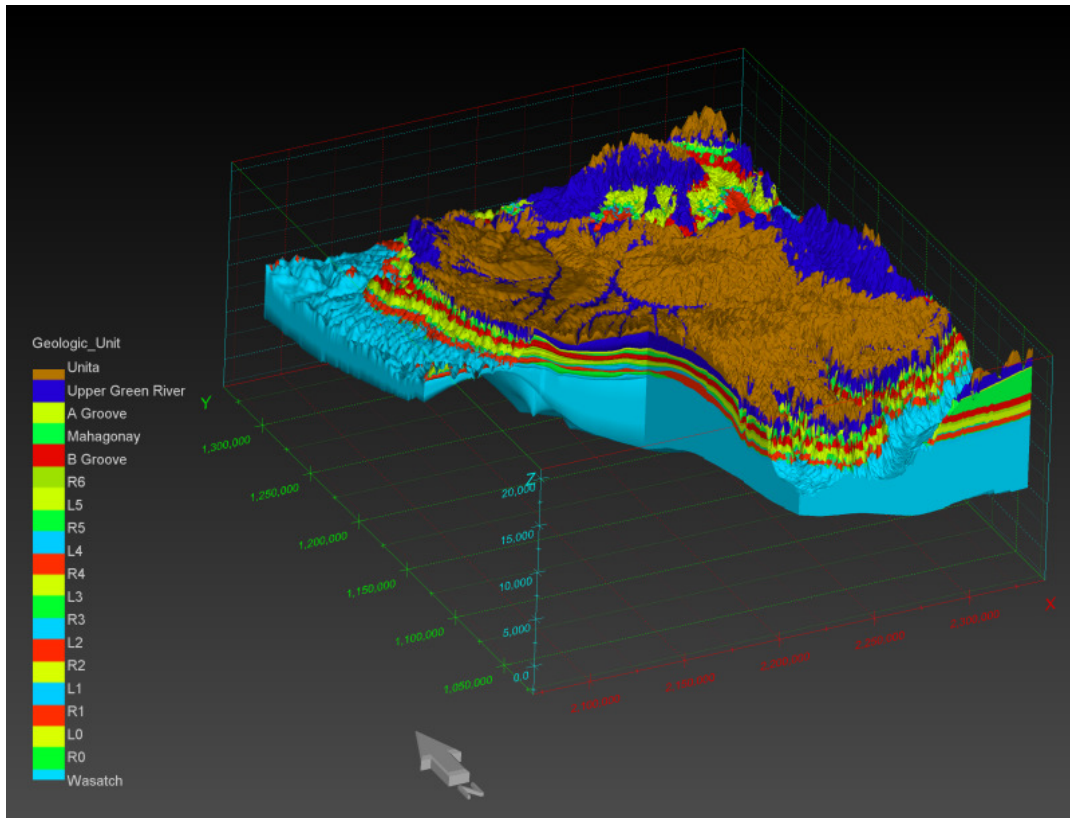 Geologic_Unit
Unita
Upper Green River
A Groove
Mahagonay
B Groove
R6
L5
R5
L4
R4
L3
R3
L2
R2
L1
R1
L0
R0
Wasatch
Y
1,300,000
1,250,000
1,200,000
1,150,000
1,100,000
1,050,000
Z
20,000
15,000
10,000
5,000
0,0
X
N